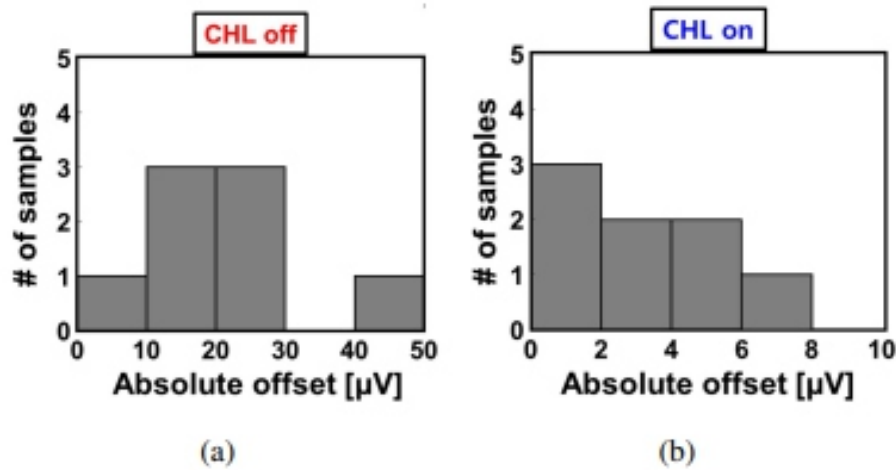 CHL off
5
4
3
2
1
0
# of samples
0 10 20 30 40 50
Absolute offset [µV]
(a)
CHL on
5
4
3
2
1
0
# of samples
0 2 4 6 8 10
Absolute offset [µV]
(b)